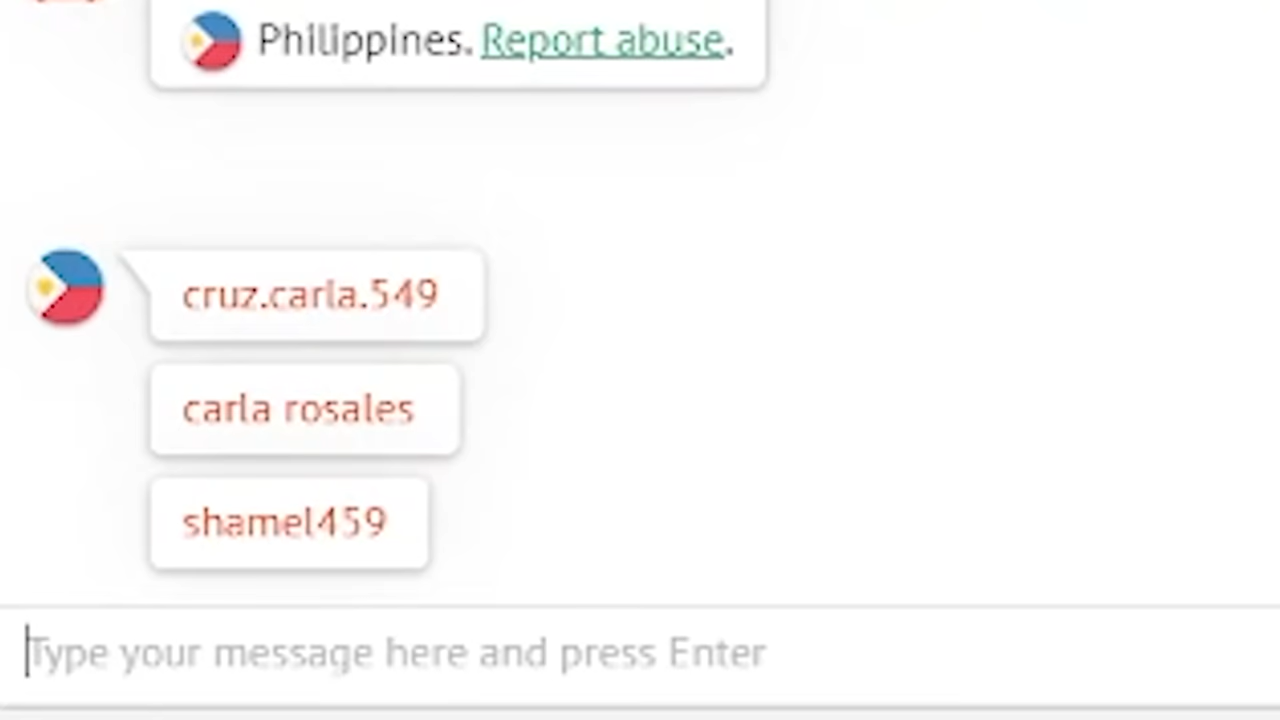 Philippines. Report abuse.
cruz.carla.549
carla rosales
shamel459
Type your message here and press Enter